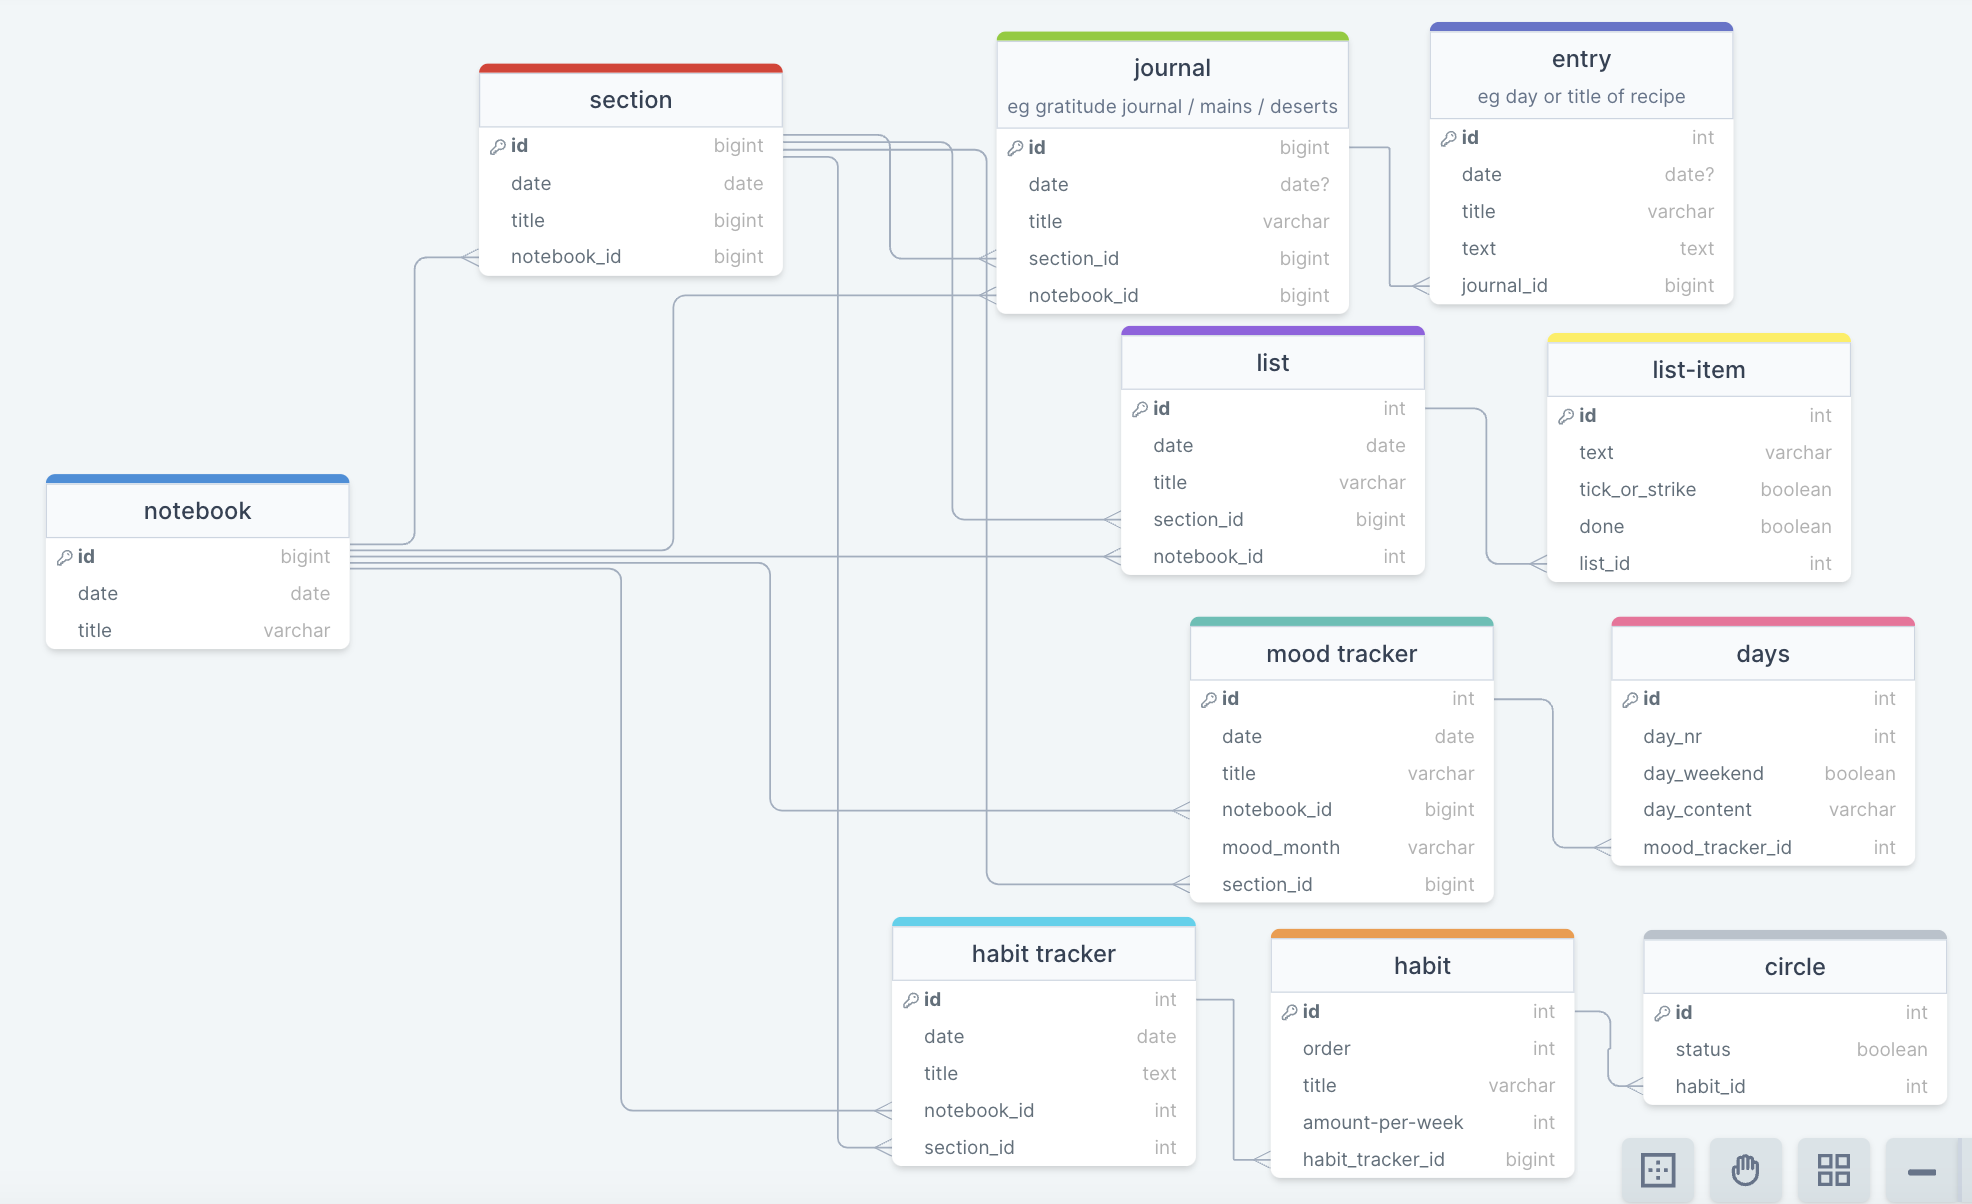 section
id bigint
date date
title bigint
notebook_id bigint
journal
eg gratitude journal / mains / deserts
id bigint
date date?
title varchar
section_id bigint
notebook_id bigint
entry
eg day or title of recipe
id int
date date?
title varchar
text text
journal_id bigint
list
id int
date date
title varchar
section_id bigint
notebook_id int
list-item
id int
text varchar
tick_or_strike boolean
done boolean
list_id int
notebook
id bigint
date date
title varchar
mood tracker
id int
date date
title varchar
notebook_id bigint
mood_month varchar
section_id bigint
days
id int
day_nr int
day_weekend boolean
day_content varchar
mood_tracker_id int
habit tracker
id int
date date
title text
notebook_id int
section_id int
habit
id int
order int
title varchar
amount-per-week int
habit_tracker_id bigint
circle
id int
status boolean
habit_id int